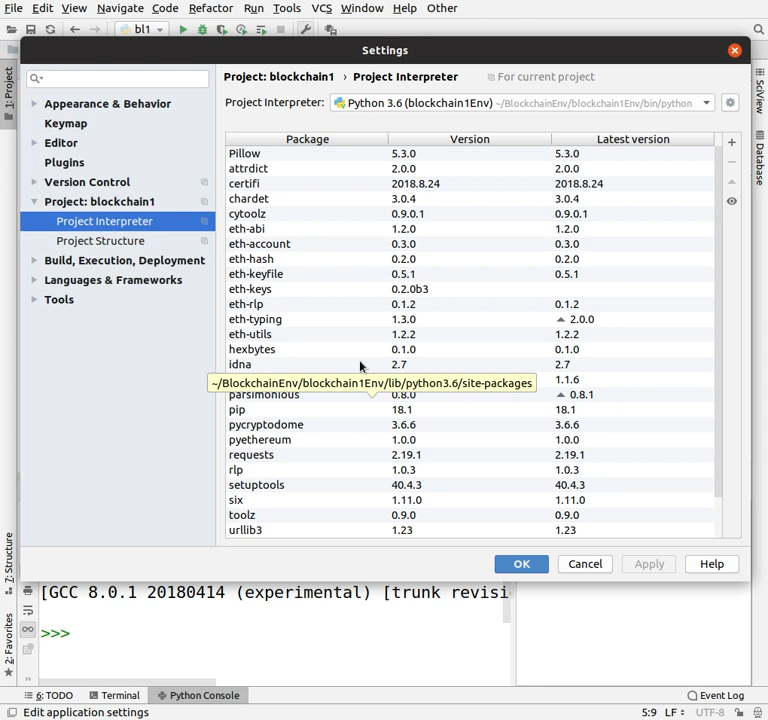 File Edit View Navigate Code Refactor Run Tools VCS Window Help Other
bl1
Settings
Project: blockchain1 › Project Interpreter For current project
Project Interpreter: Python 3.6 (blockchain1Env) ~/BlockchainEnv/blockchain1Env/bin/python
Appearance & Behavior
Keymap
Editor
Plugins
Version Control
Project: blockchain1
Project Interpreter
Project Structure
Build, Execution, Deployment
Languages & Frameworks
Tools
Package Version Latest version
Pillow 5.3.0 5.3.0
attrdict 2.0.0 2.0.0
certifi 2018.8.24 2018.8.24
chardet 3.0.4 3.0.4
cytoolz 0.9.0.1 0.9.0.1
eth-abi 1.2.0 1.2.0
eth-account 0.3.0 0.3.0
eth-hash 0.2.0 0.2.0
eth-keyfile 0.5.1 0.5.1
eth-keys 0.2.0b3
eth-rlp 0.1.2 0.1.2
eth-typing 1.3.0 2.0.0
eth-utils 1.2.2 1.2.2
hexbytes 0.1.0 0.1.0
idna 2.7 2.7
1.1.6
~/BlockchainEnv/blockchain1Env/lib/python3.6/site-packages
parsimonious 0.8.0 0.8.1
pip 18.1 18.1
pycryptodome 3.6.6 3.6.6
pyethereum 1.0.0 1.0.0
requests 2.19.1 2.19.1
rlp 1.0.3 1.0.3
setuptools 40.4.3 40.4.3
six 1.11.0 1.11.0
toolz 0.9.0 0.9.0
urllib3 1.23 1.23
OK Cancel Apply Help
[GCC 8.0.1 20180414 (experimental) [trunk revisi
>>>
1: Project
7: Structure
2: Favorites
SciView
Database
6: TODO Terminal Python Console Event Log
Edit application settings 5:9 LF UTF-8